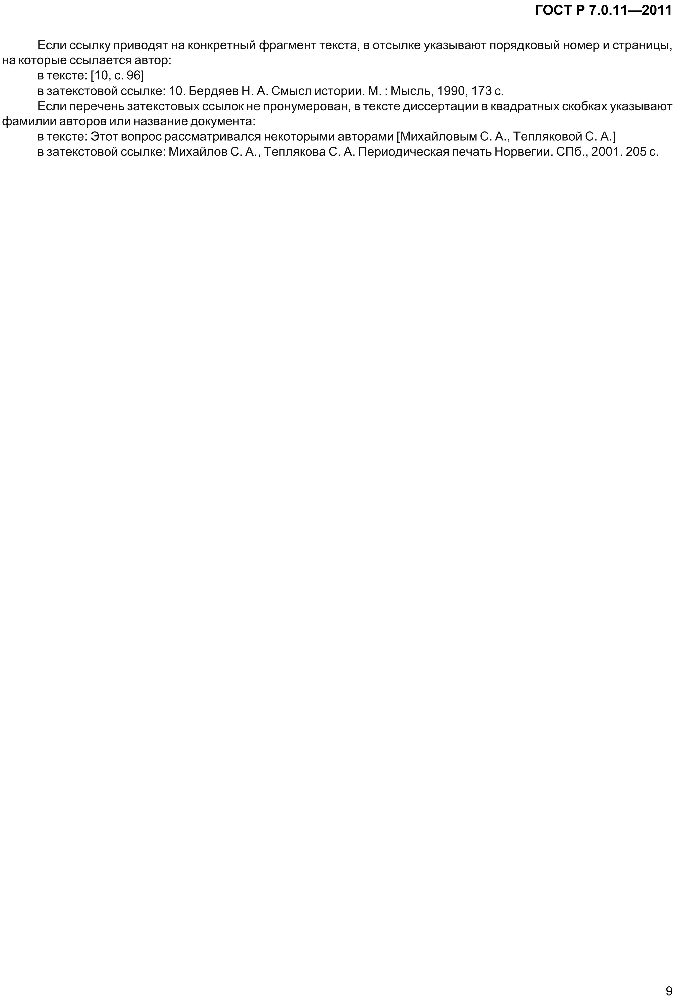 ГОСТ Р 7.0.11—2011
Если ссылку приводят на конкретный фрагмент текста, в отсылке указывают порядковый номер и страницы,
на которые ссылается автор:
в тексте: [10, с. 96]
в затекстовой ссылке: 10. Бердяев Н. А. Смысл истории. М. : Мысль, 1990, 173 с.
Если перечень затекстовых ссылок не пронумерован, в тексте диссертации в квадратных скобках указывают
фамилии авторов или название документа:
в тексте: Этот вопрос рассматривался некоторыми авторами [Михайловым С. А., Тепляковой С. А.]
в затекстовой ссылке: Михайлов С. А., Теплякова С. А. Периодическая печать Норвегии. СПб., 2001. 205 с.
9